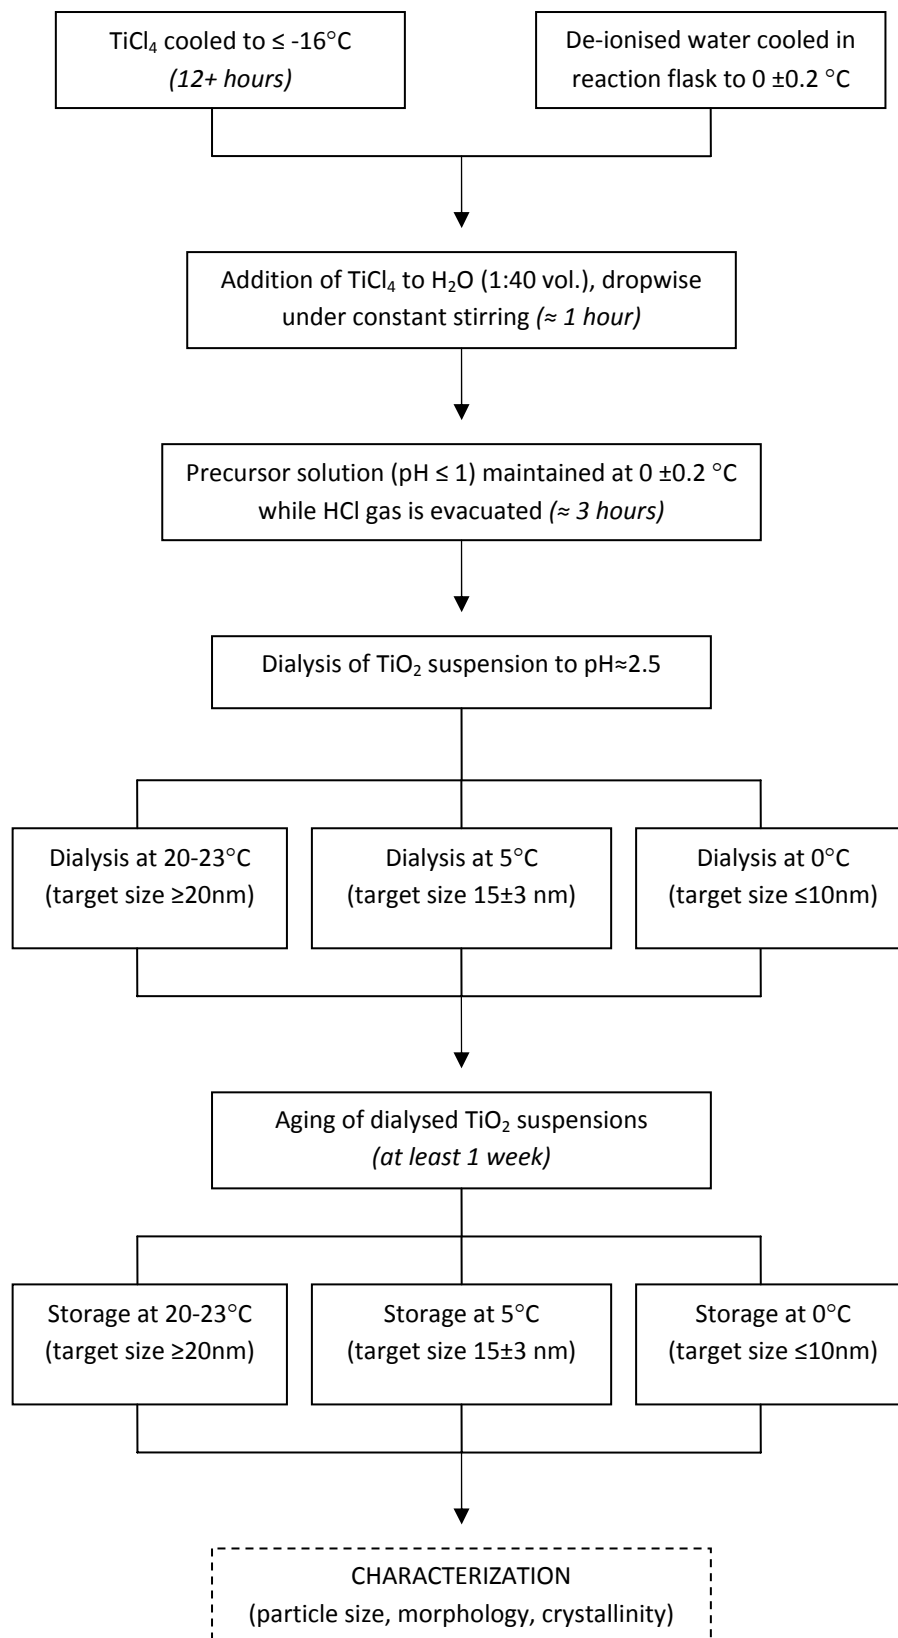 TiCl₄ cooled to ≤ -16°C
(12+ hours)
De-ionised water cooled in
reaction flask to 0 ±0.2 °C
Addition of TiCl₄ to H₂O (1:40 vol.), dropwise
under constant stirring (≈ 1 hour)
Precursor solution (pH ≤ 1) maintained at 0 ±0.2 °C
while HCl gas is evacuated (≈ 3 hours)
Dialysis of TiO₂ suspension to pH≈2.5
Dialysis at 20-23°C
(target size ≥20nm)
Dialysis at 5°C
(target size 15±3 nm)
Dialysis at 0°C
(target size ≤10nm)
Aging of dialysed TiO₂ suspensions
(at least 1 week)
Storage at 20-23°C
(target size ≥20nm)
Storage at 5°C
(target size 15±3 nm)
Storage at 0°C
(target size ≤10nm)
CHARACTERIZATION
(particle size, morphology, crystallinity)